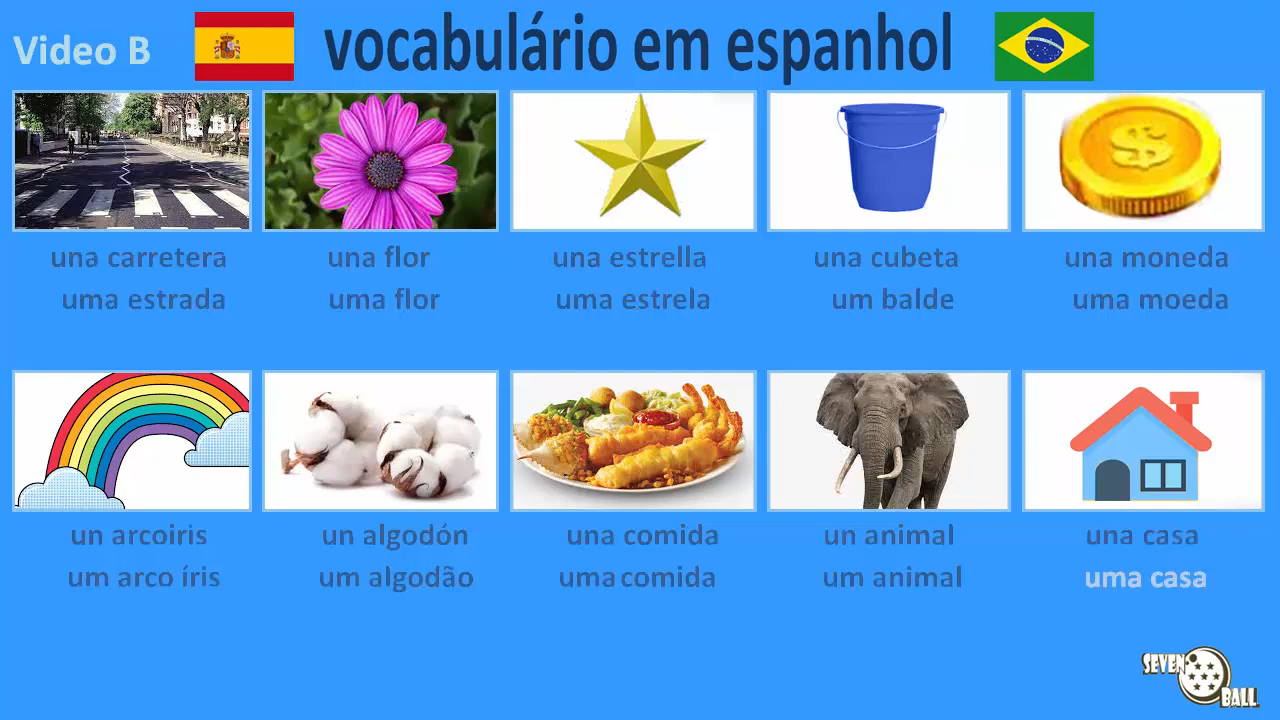 Video B
vocabulário em espanhol
una carretera
uma estrada
una flor
uma flor
una estrella
uma estrela
una cubeta
um balde
una moneda
uma moeda
un arcoiris
um arco íris
un algodón
um algodão
una comida
uma comida
un animal
um animal
una casa
uma casa
SEVEN
BALL